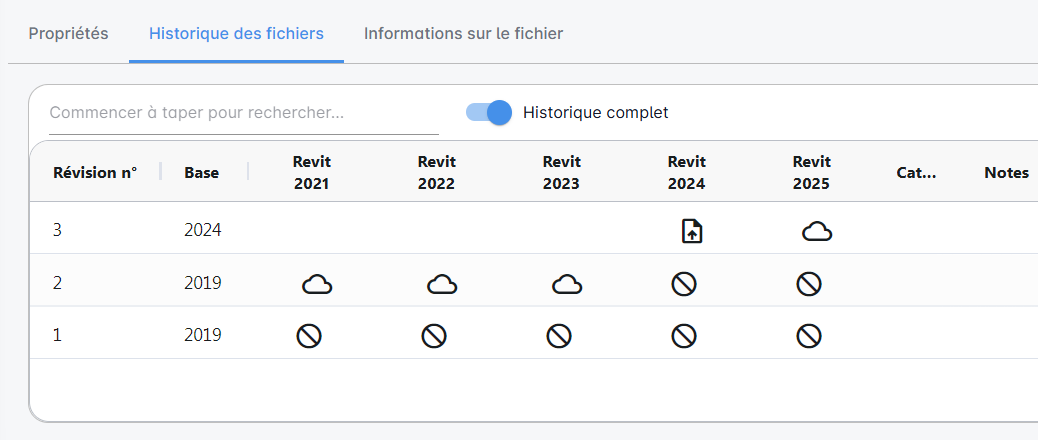 Propriétés Historique des fichiers Informations sur le fichier
Commencer à taper pour rechercher... Historique complet
Révision n° Base Revit 2021 Revit 2022 Revit 2023 Revit 2024 Revit 2025 Cat... Notes
3 2024
2 2019
1 2019